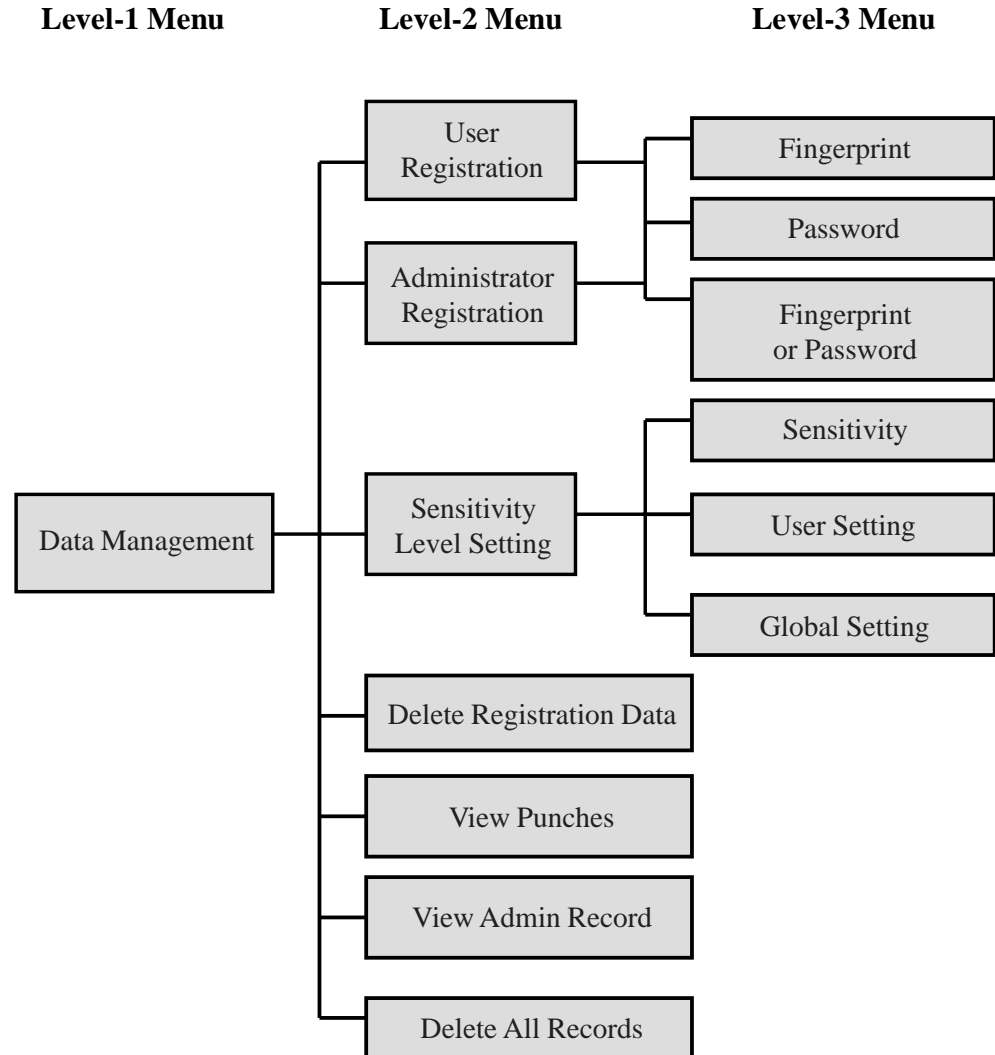 Level-1 Menu
Level-2 Menu
Level-3 Menu
User
Registration
Fingerprint
Password
Administrator
Registration
Fingerprint
or Password
Sensitivity
Data Management
Sensitivity
Level Setting
User Setting
Global Setting
Delete Registration Data
View Punches
View Admin Record
Delete All Records